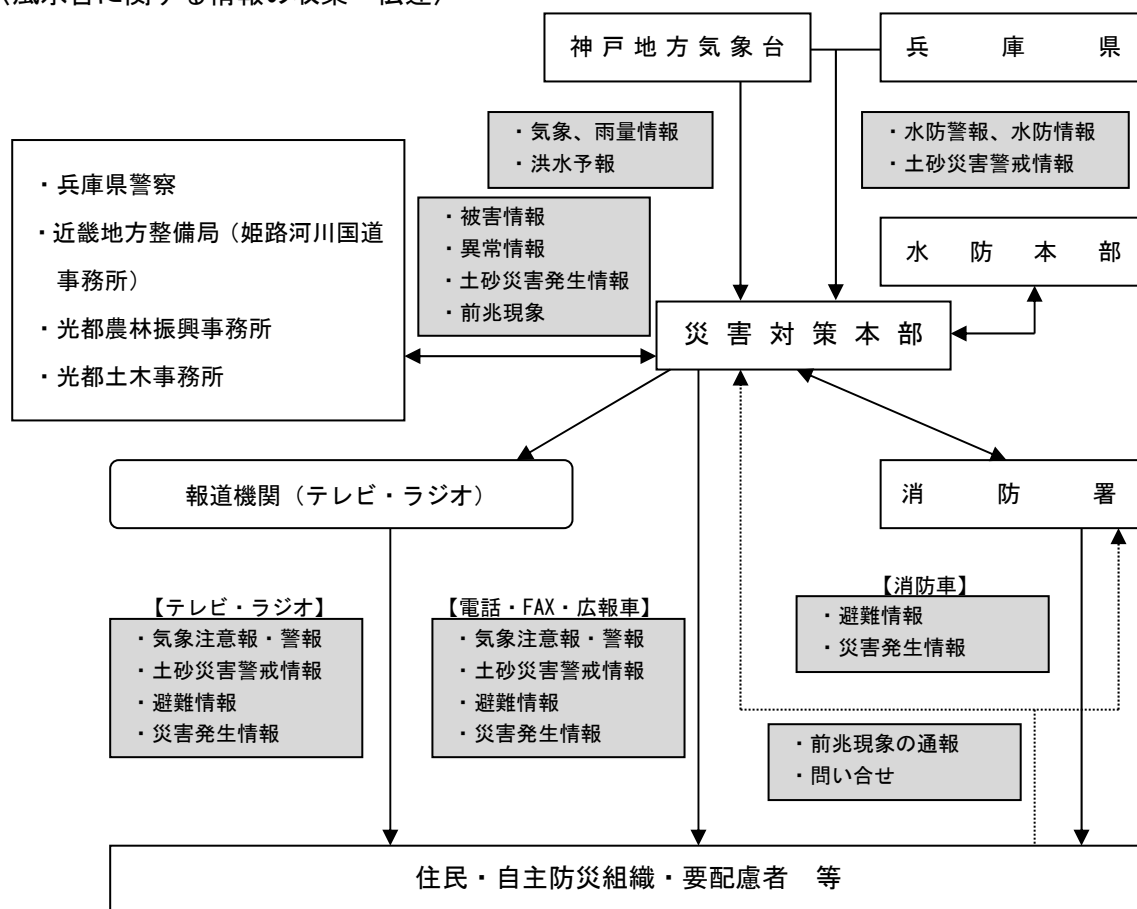 （風水害に関する情報の収集・伝達）
神戸地方気象台
兵庫県
・気象、雨量情報
・洪水予報
・水防警報、水防情報
・土砂災害警戒情報
・兵庫県警察
・近畿地方整備局（姫路河川国道
事務所）
・光都農林振興事務所
・光都土木事務所
・被害情報
・異常情報
・土砂災害発生情報
・前兆現象
水防本部
災害対策本部
報道機関（テレビ・ラジオ）
消防署
【テレビ・ラジオ】
・気象注意報・警報
・土砂災害警戒情報
・避難情報
・災害発生情報
【電話・FAX・広報車】
・気象注意報・警報
・土砂災害警戒情報
・避難情報
・災害発生情報
【消防車】
・避難情報
・災害発生情報
・前兆現象の通報
・問い合せ
住民・自主防災組織・要配慮者　等